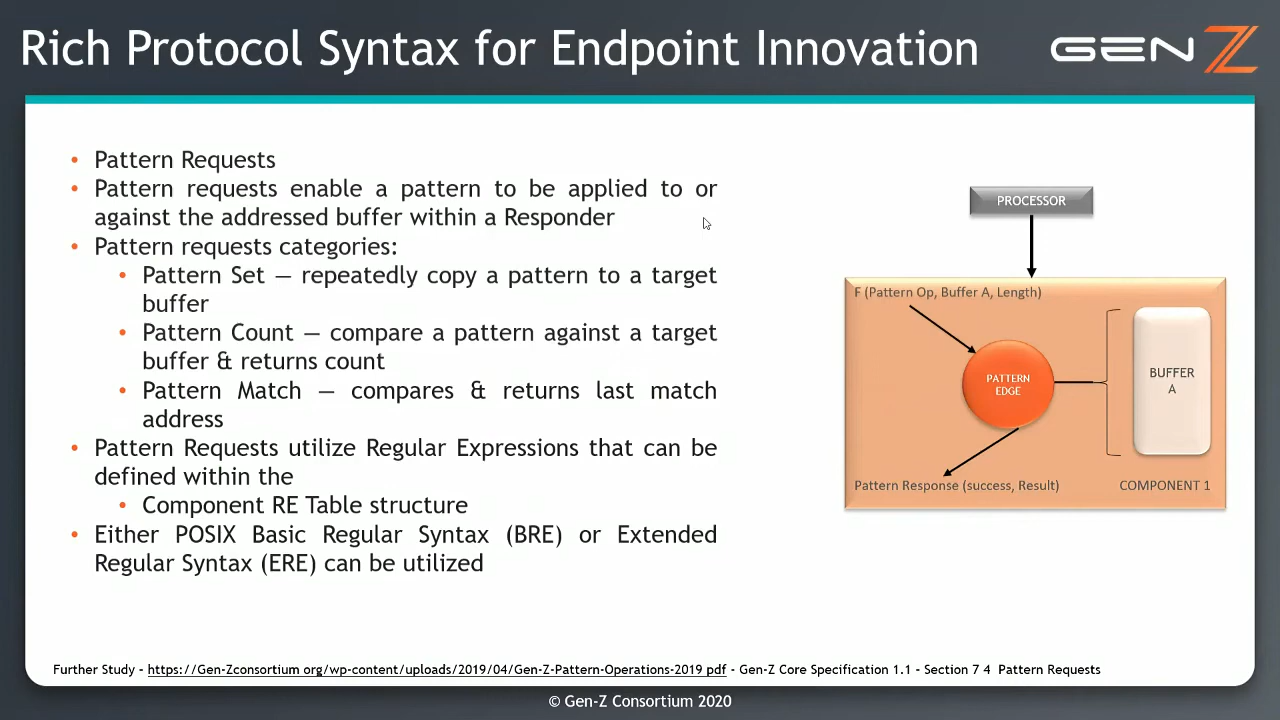 Rich Protocol Syntax for Endpoint Innovation
GEN Z
• Pattern Requests
• Pattern requests enable a pattern to be applied to or
against the addressed buffer within a Responder
• Pattern requests categories:
• Pattern Set — repeatedly copy a pattern to a target
buffer
• Pattern Count — compare a pattern against a target
buffer & returns count
• Pattern Match — compares & returns last match
address
• Pattern Requests utilize Regular Expressions that can be
defined within the
• Component RE Table structure
• Either POSIX Basic Regular Syntax (BRE) or Extended
Regular Syntax (ERE) can be utilized
PROCESSOR
F (Pattern Op, Buffer A, Length)
PATTERN
EDGE
BUFFER
A
Pattern Response (success, Result)
COMPONENT 1
Further Study - https://Gen-Zconsortium org/wp-content/uploads/2019/04/Gen-Z-Pattern-Operations-2019 pdf - Gen-Z Core Specification 1.1 - Section 7 4 Pattern Requests
© Gen-Z Consortium 2020